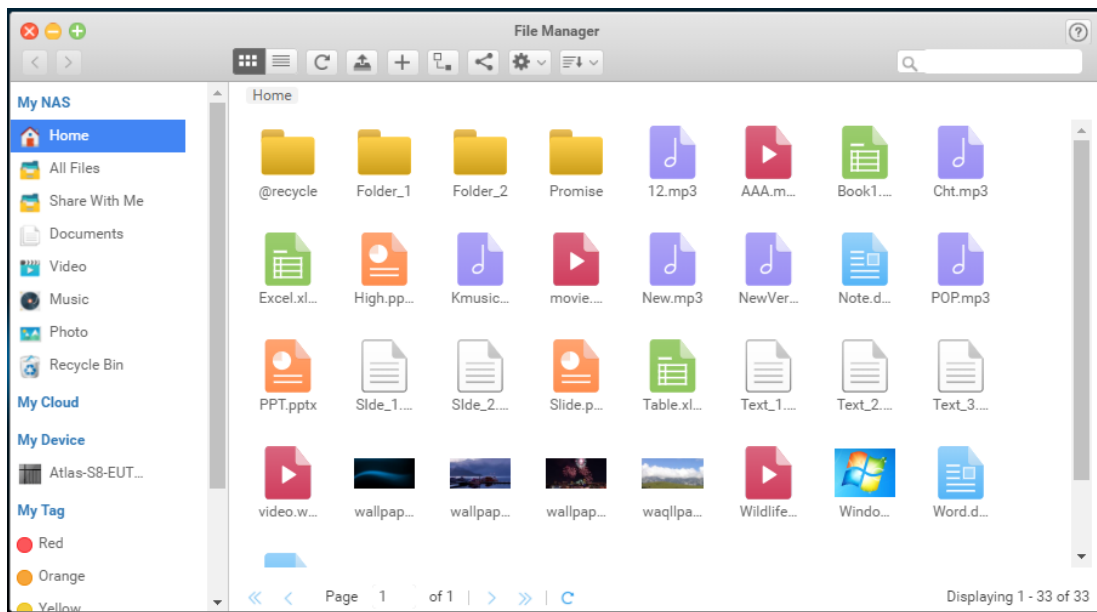 File Manager
?
My NAS
Home
All Files
Share With Me
Documents
Video
Music
Photo
Recycle Bin
My Cloud
My Device
Atlas-S8-EUT...
My Tag
Red
Orange
Yellow
Home
@recycle Folder_1 Folder_2 Promise 12.mp3 AAA.m... Book1.... Cht.mp3
Excel.xl... High.pp... Kmusic... movie.... New.mp3 NewVer... Note.d... POP.mp3
PPT.pptx Slde_1.... Slde_2.... Slide.p... Table.xl... Text_1.... Text_2.... Text_3....
video.w... wallpap... wallpap... wallpap... waqllpa... Wildlife... Windo... Word.d...
Page 1 of 1 Displaying 1 - 33 of 33